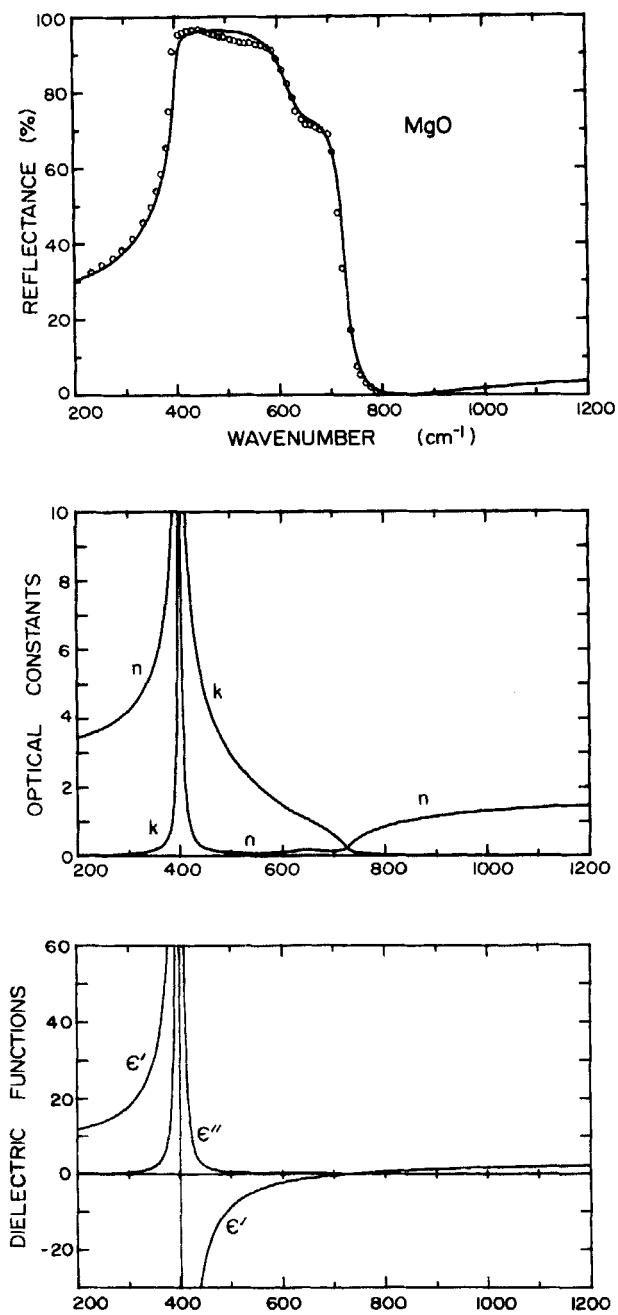 100
80
60
40
20
0
REFLECTANCE (%)
MgO
200 400 600 800 1000 1200
WAVENUMBER (cm⁻¹)
10
8
6
4
2
0
OPTICAL CONSTANTS
n
k
k
n
n
200 400 600 800 1000 1200
60
40
20
0
-20
DIELECTRIC FUNCTIONS
ϵ′
ϵ″
ϵ′
200 400 600 800 1000 1200